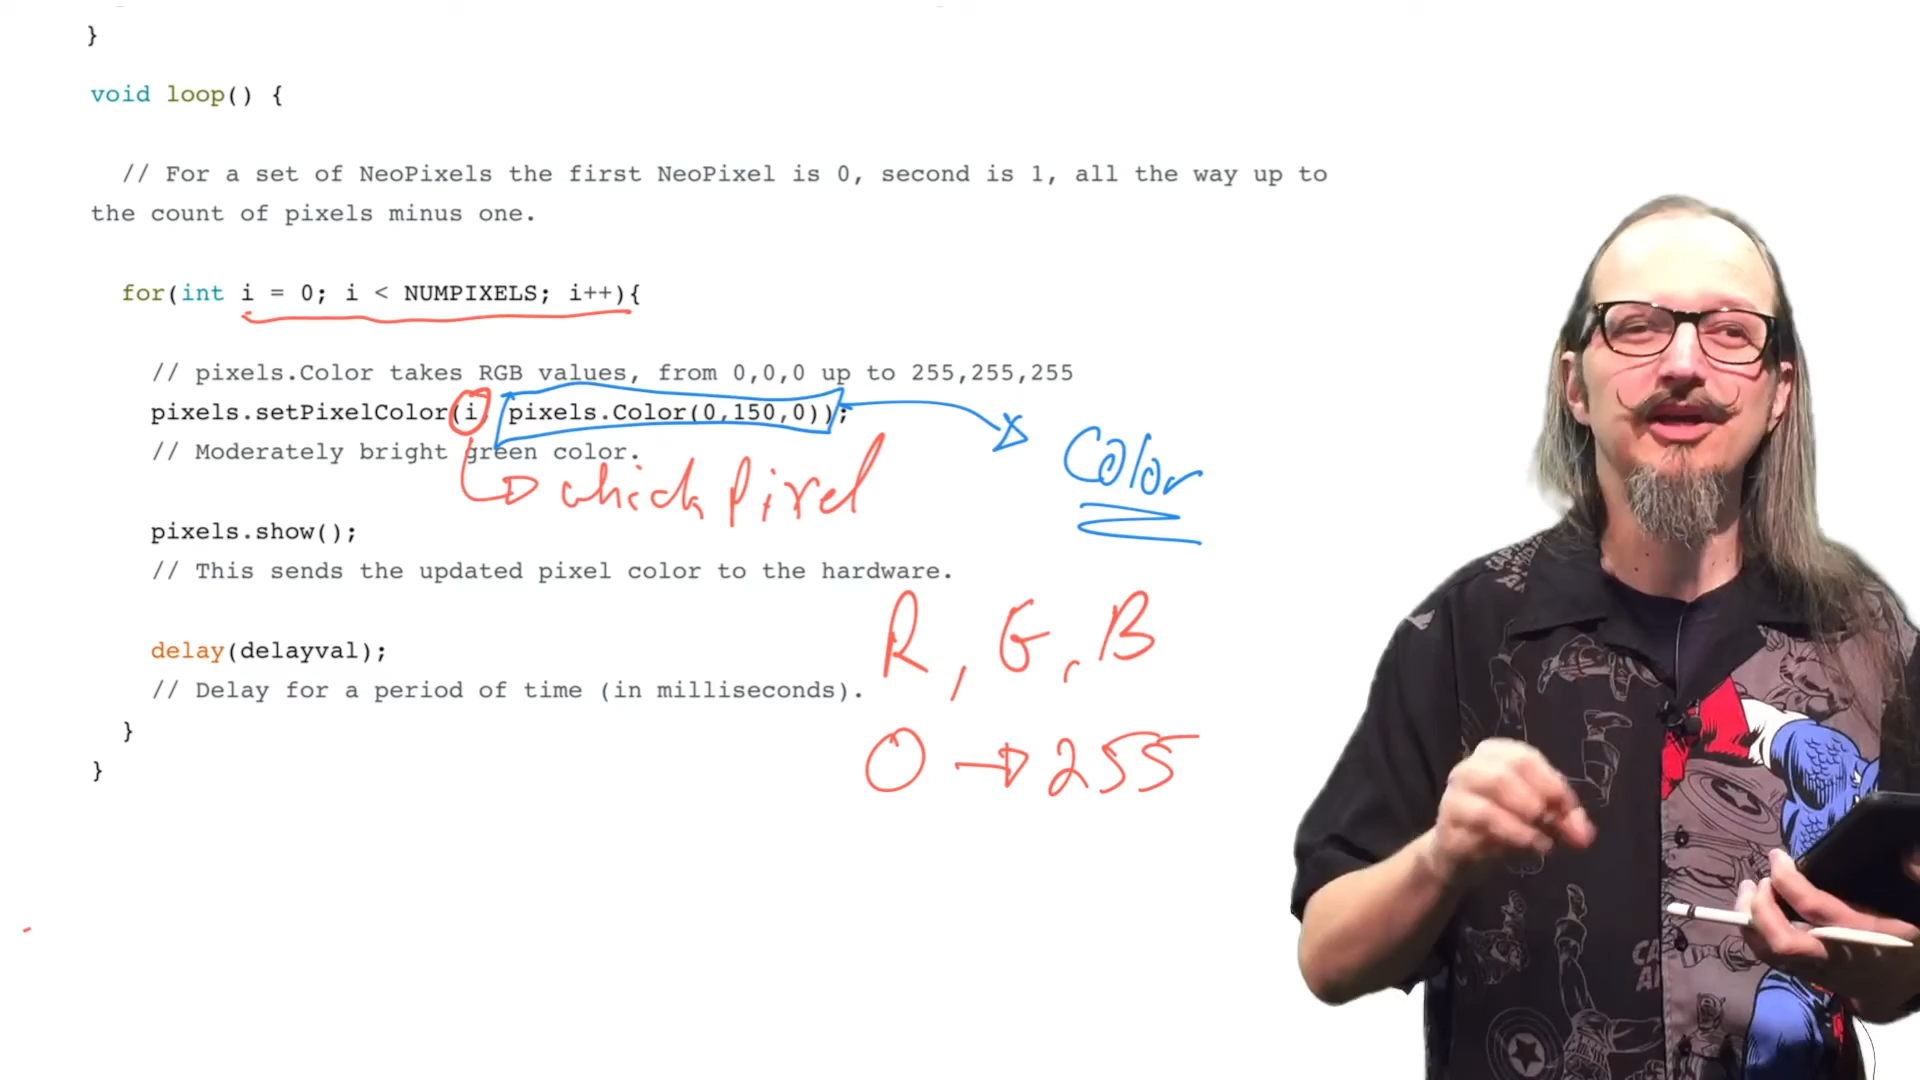 }
void loop() {
// For a set of NeoPixels the first NeoPixel is 0, second is 1, all the way up to
the count of pixels minus one.
for(int i = 0; i < NUMPIXELS; i++){
// pixels.Color takes RGB values, from 0,0,0 up to 255,255,255
pixels.setPixelColor(i, pixels.Color(0,150,0));
// Moderately bright green color.
which pixel
Color
pixels.show();
// This sends the updated pixel color to the hardware.
R, G, B
delay(delayval);
// Delay for a period of time (in milliseconds).
0 → 255
}
}